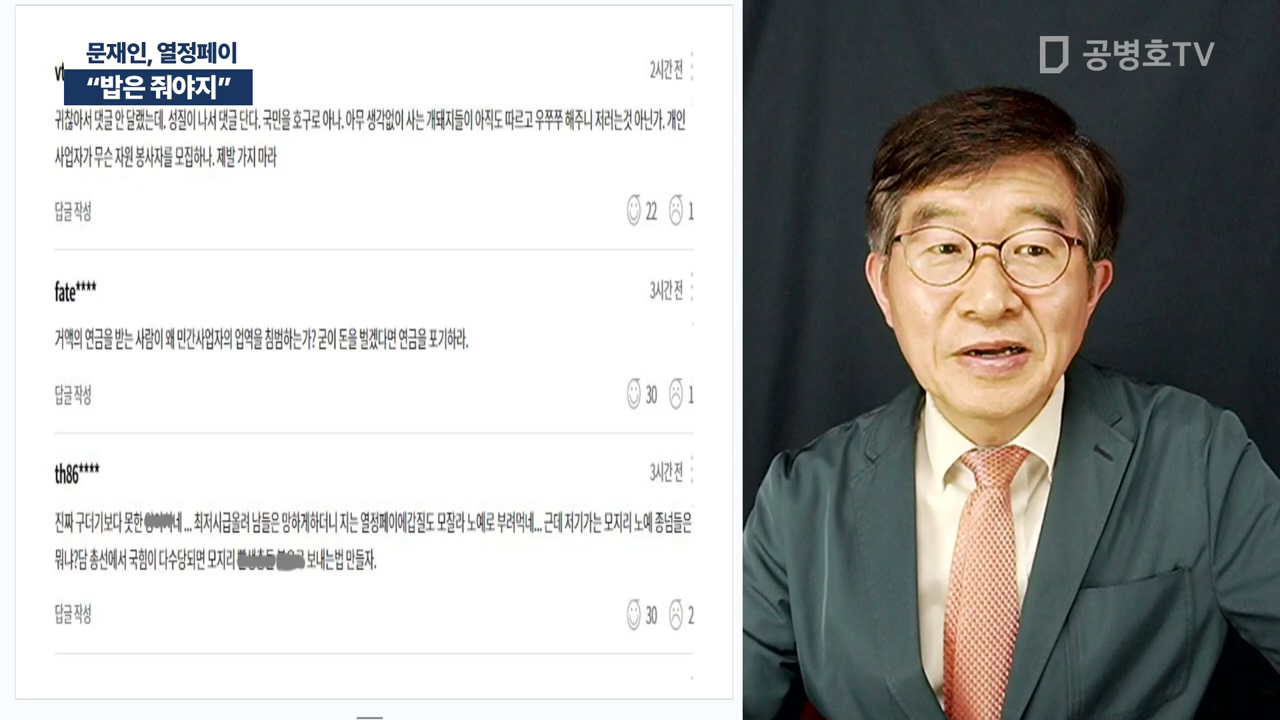 문재인, 열정페이
“밥은 줘야지”
공병호TV
2시간 전
귀찮아서 댓글 안 달랬는데. 성질이 나서 댓글 단다. 국민을 호구로 아나. 아무 생각없이 사는 개돼지들이 아직도 따르고 우쭈쭈 해주니 저러는것 아닌가. 개인
사업자가 무슨 자원 봉사자를 모집하나. 제발 가지 마라
답글 작성
22 1
fate****
3시간 전
거액의 연금을 받는 사람이 왜 민간사업자의 업역을 침범하는가? 굳이 돈을 벌겠다면 연금을 포기하라.
답글 작성
30 1
th86****
3시간 전
진짜 구더기보다 못한 네 ... 최저시급올려 남들은 망하게하더니 지는 열정페이에갑질도 모잘라 노예로 부려먹네... 근데 저기가는 모지리 노예 종넘들은
뭐냐?담 총선에서 국힘이 다수당되면 모지리 보내는법 만들자.
답글 작성
30 2